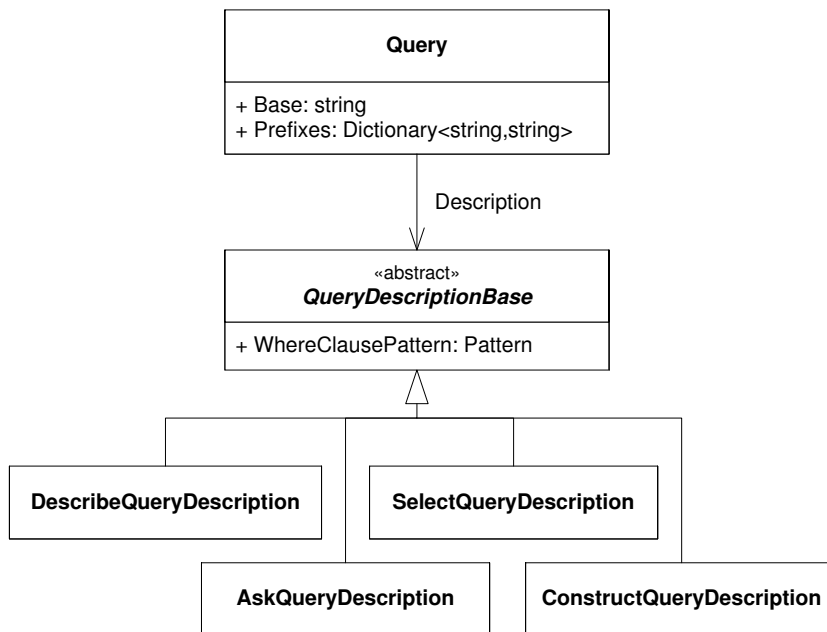 Query
+ Base: string
+ Prefixes: Dictionary<string,string>
Description
«abstract»
QueryDescriptionBase
+ WhereClausePattern: Pattern
DescribeQueryDescription
SelectQueryDescription
AskQueryDescription
ConstructQueryDescription